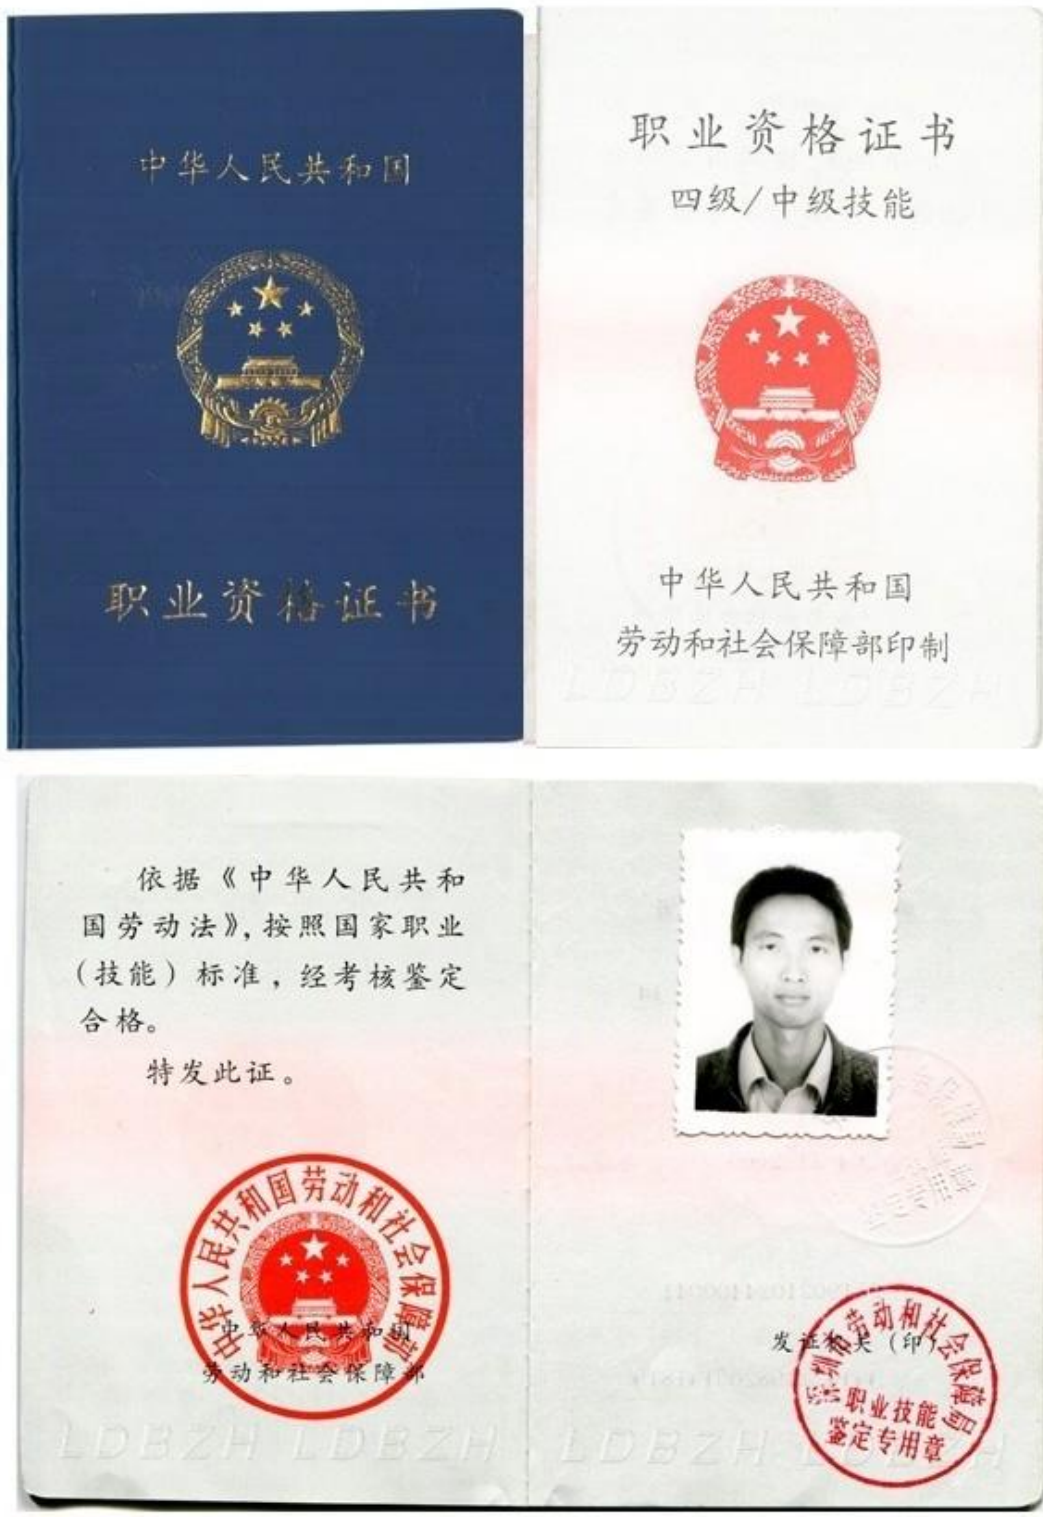 中华人民共和国
职业资格证书
职业资格证书
四级/中级技能
中华人民共和国
劳动和社会保障部印制
LDBZH LDBZH
依据《中华人民共和
国劳动法》，按照国家职业
（技能）标准，经考核鉴定
合格。
特发此证。
中华人民共和国劳动和社会保障部
中华人民共和国
劳动和社会保障部
LDBZH LDBZH
发证机关（印）
深圳市劳动和社会保障局
职业技能
鉴定专用章
LDBZH LDBZH